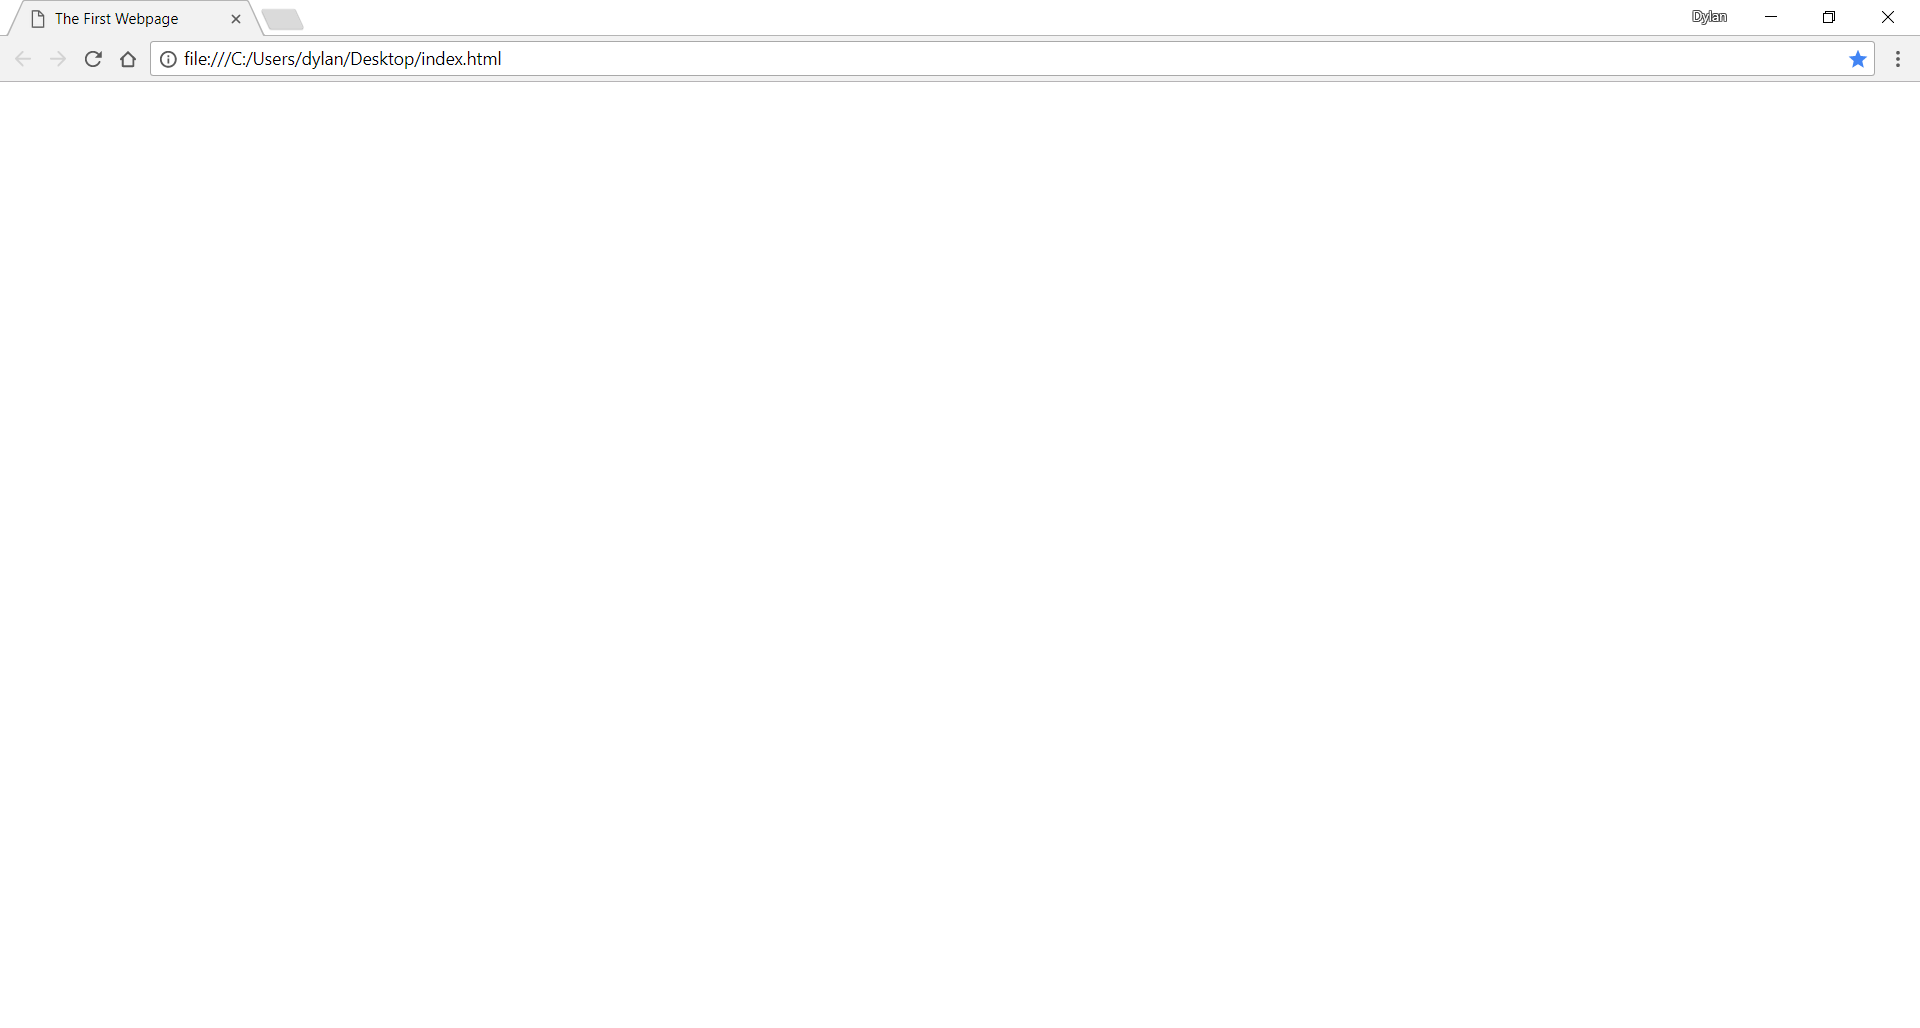 The First Webpage
Dylan
file:///C:/Users/dylan/Desktop/index.html